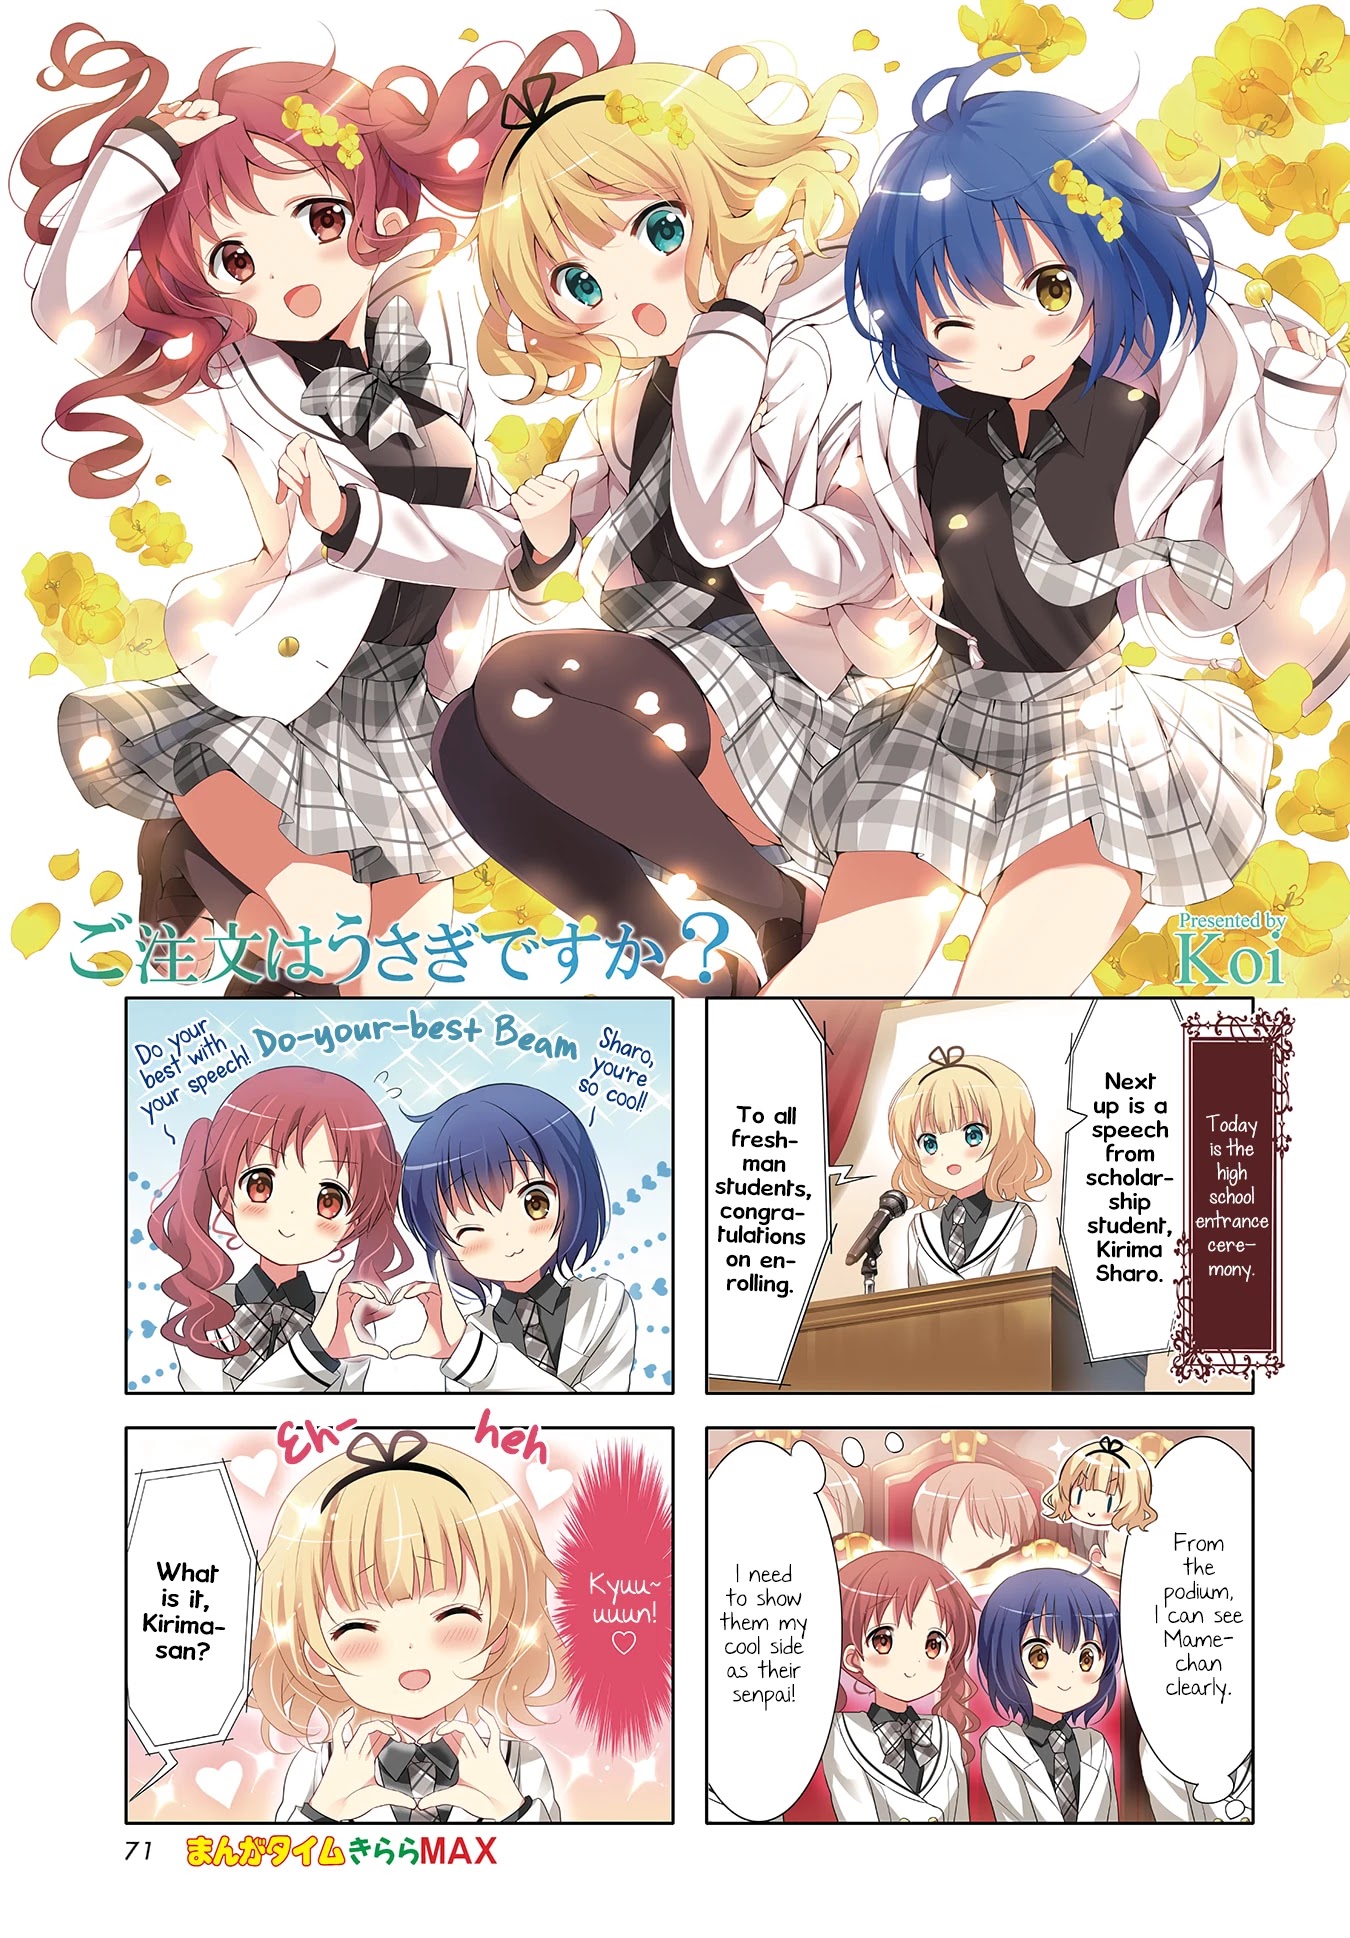 ご注文はうさぎですか?
Presented by
Koi
Today
is the
high
school
entrance
cere-
mony.
Next
up is a
speech
from
scholar-
ship
student,
Kirima
Sharo.
To all
fresh-
man
students,
congra-
tulations
on en-
rolling.
From
the
podium,
I can see
Mame-
chan
clearly.
I need
to show
them my
cool side
as their
senpai!
Do-your-best Beam
Sharo,
you're
so cool!
Do your
best with
your speech!
Kyuu~
uuun!
♡
Eh-
heh
What
is it,
Kirima-
san?
71
まんがタイムきららMAX